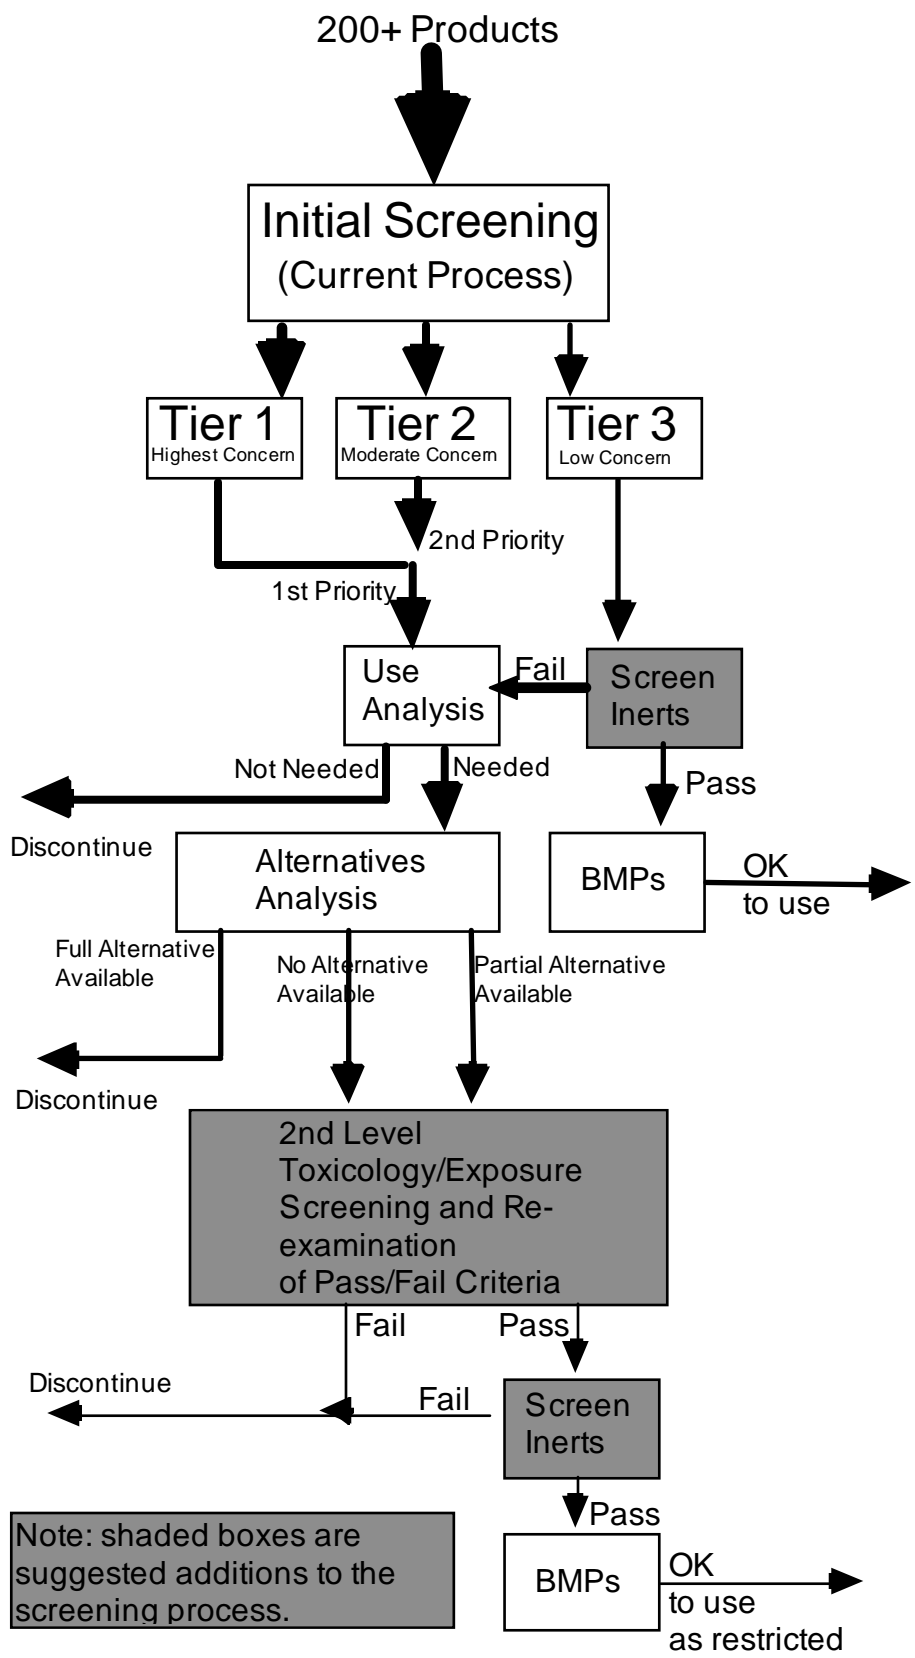 200+ Products
Initial Screening
(Current Process)
Tier 1
Highest Concern
Tier 2
Moderate Concern
Tier 3
Low Concern
2nd Priority
1st Priority
Use
Analysis
Fail
Screen
Inerts
Not Needed
Needed
Pass
Discontinue
Alternatives
Analysis
BMPs
OK
to use
Full Alternative
Available
No Alternative
Available
Partial Alternative
Available
Discontinue
2nd Level
Toxicology/Exposure
Screening and Re-
examination
of Pass/Fail Criteria
Fail
Pass
Discontinue
Fail
Screen
Inerts
Pass
Note: shaded boxes are
suggested additions to the
screening process.
BMPs
OK
to use
as restricted